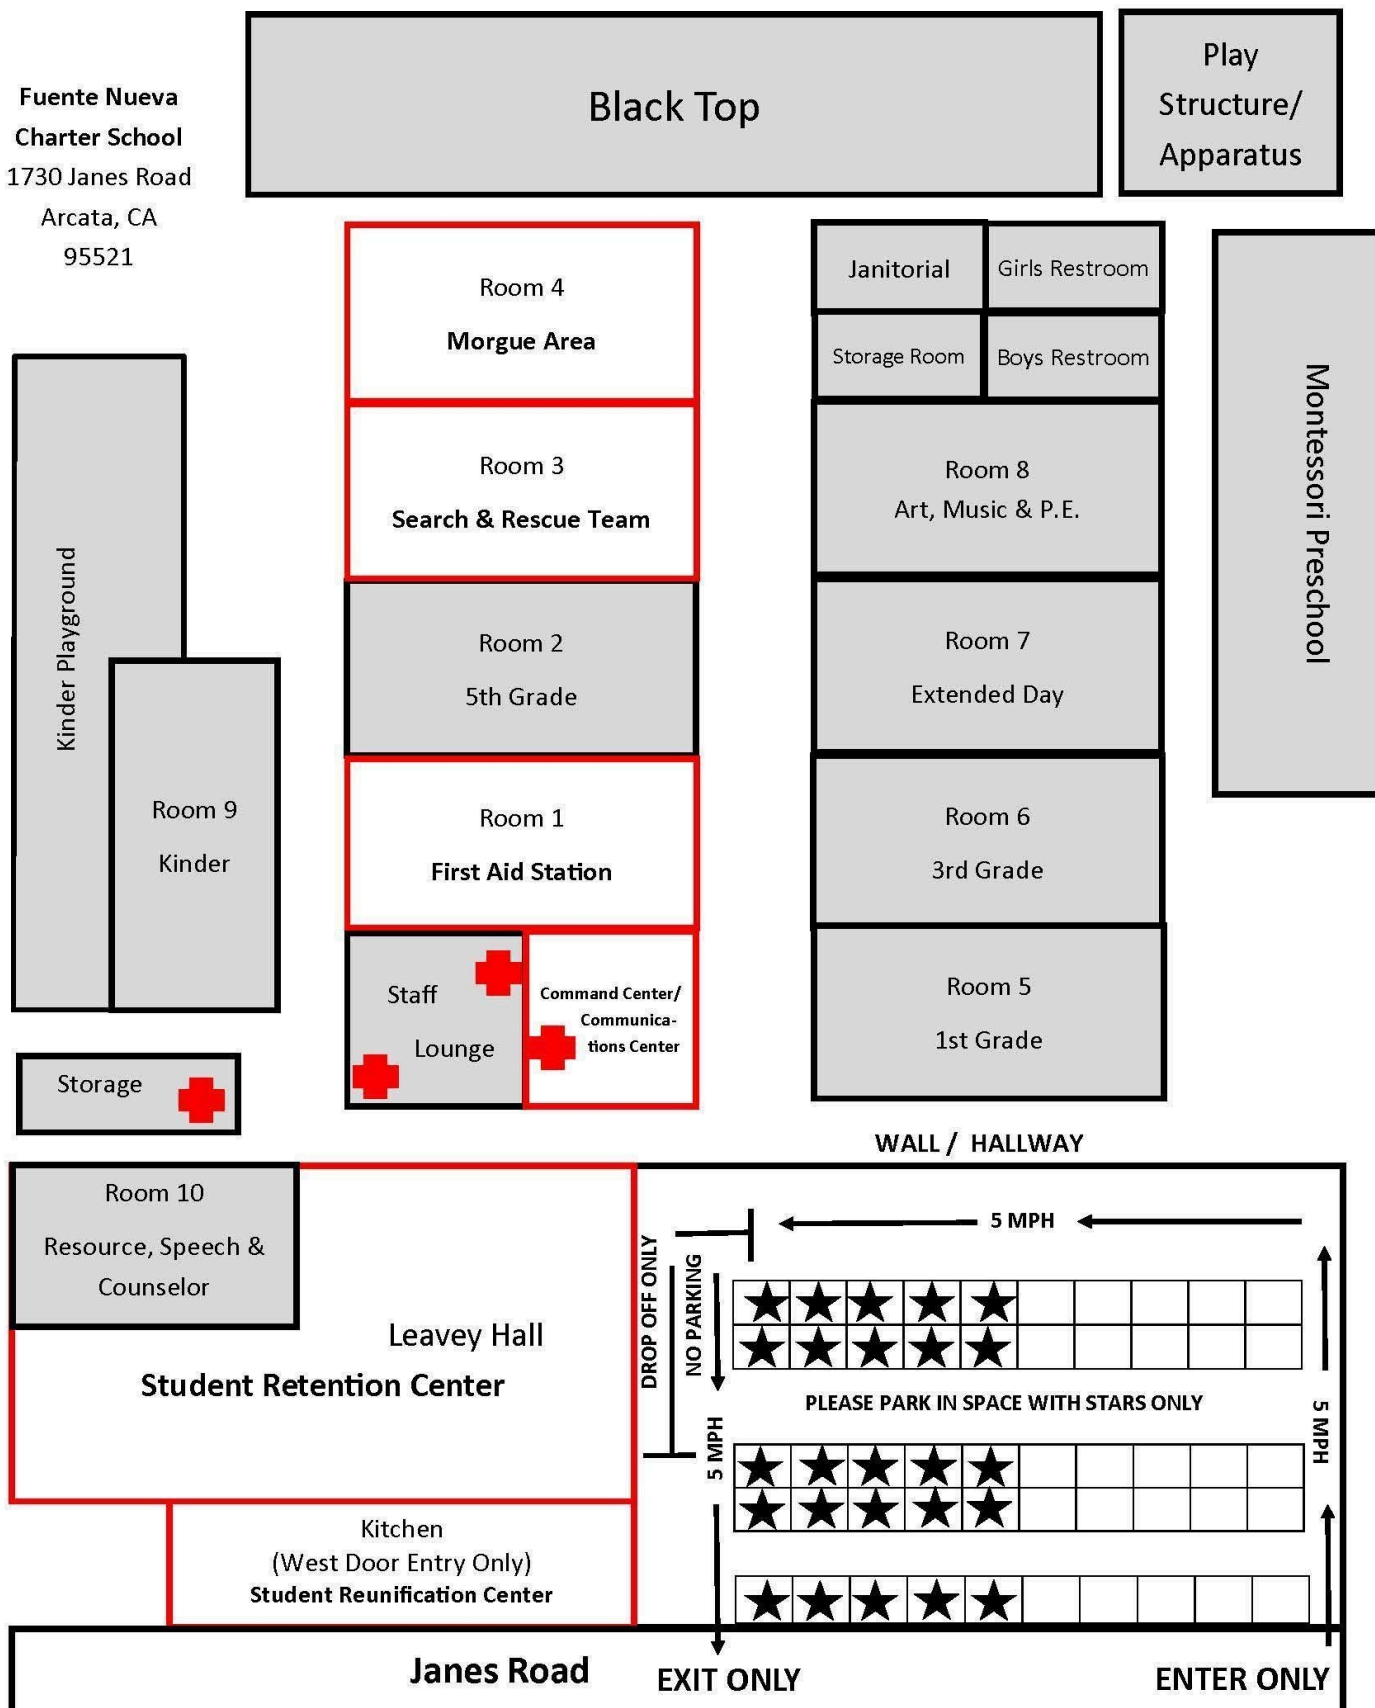 Fuente Nueva
Charter School
1730 Janes Road
Arcata, CA
95521
Black Top
Play
Structure/
Apparatus
Room 4
Morgue Area
Room 3
Search & Rescue Team
Room 2
5th Grade
Room 1
First Aid Station
Staff
Lounge
Command Center/
Communica-
tions Center
Janitorial
Girls Restroom
Storage Room
Boys Restroom
Room 8
Art, Music & P.E.
Room 7
Extended Day
Room 6
3rd Grade
Room 5
1st Grade
Montessori Preschool
Kinder Playground
Room 9
Kinder
Storage
WALL / HALLWAY
Room 10
Resource, Speech &
Counselor
Leavey Hall
Student Retention Center
Kitchen
(West Door Entry Only)
Student Reunification Center
DROP OFF ONLY
NO PARKING
5 MPH
5 MPH
5 MPH
PLEASE PARK IN SPACE WITH STARS ONLY
Janes Road
EXIT ONLY
ENTER ONLY